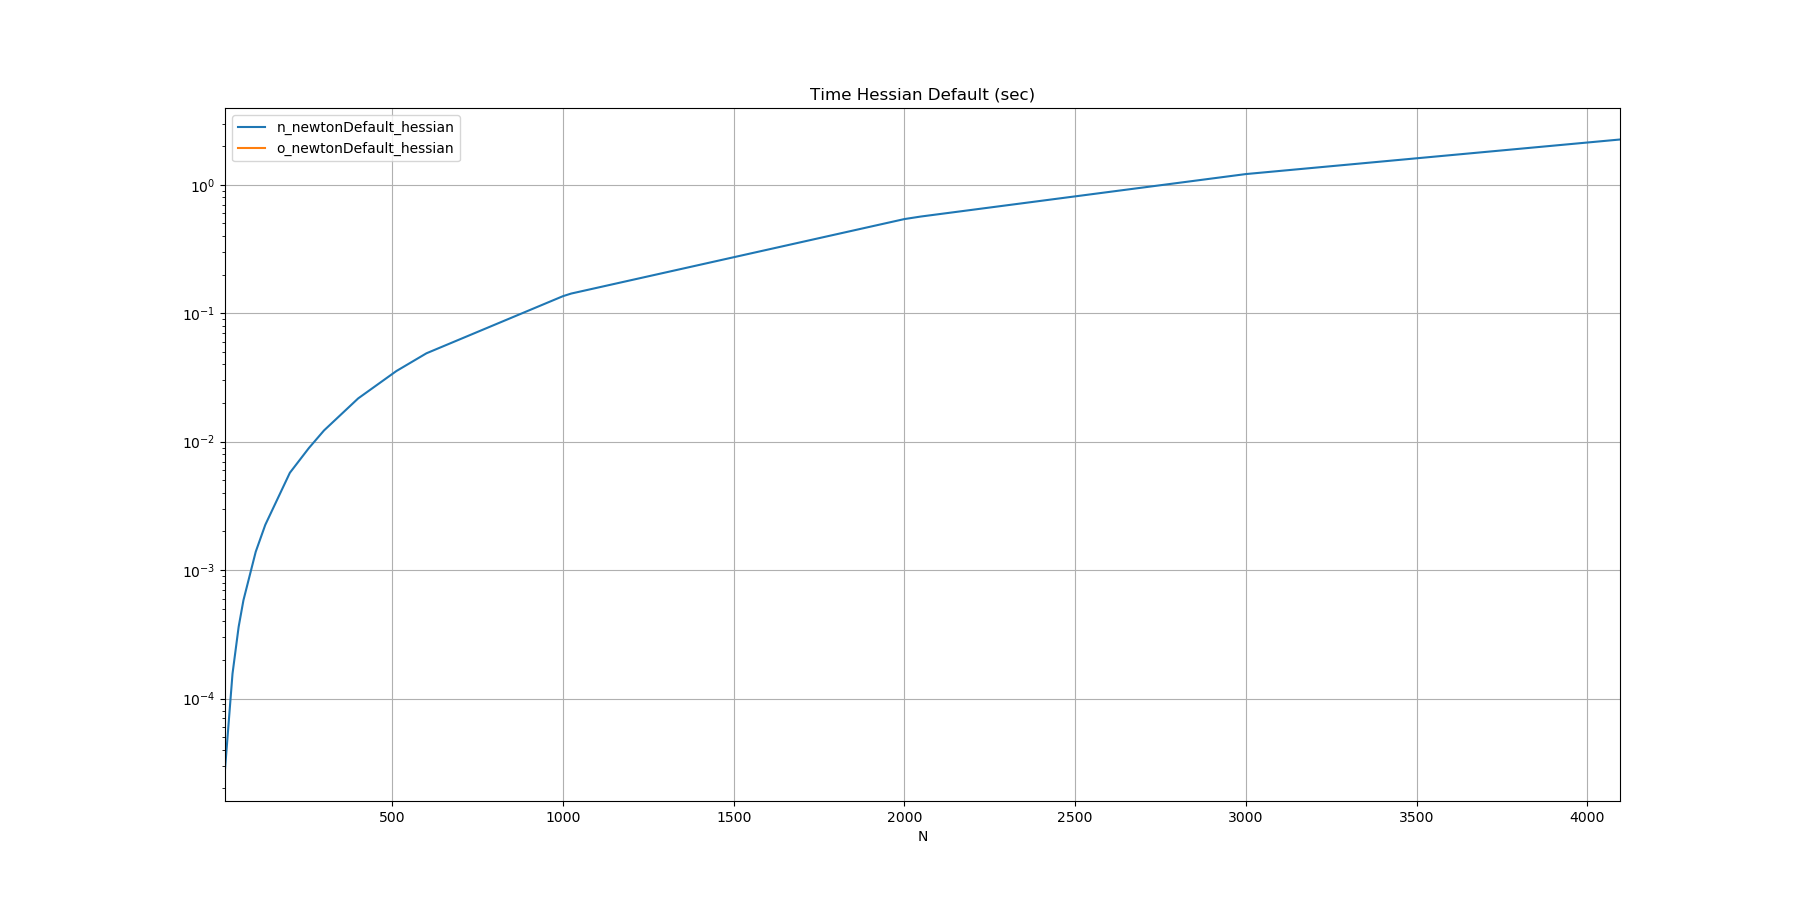 Time Hessian Default (sec)
n_newtonDefault_hessian
o_newtonDefault_hessian
10⁰
10⁻¹
10⁻²
10⁻³
10⁻⁴
500 1000 1500 2000 2500 3000 3500 4000
N